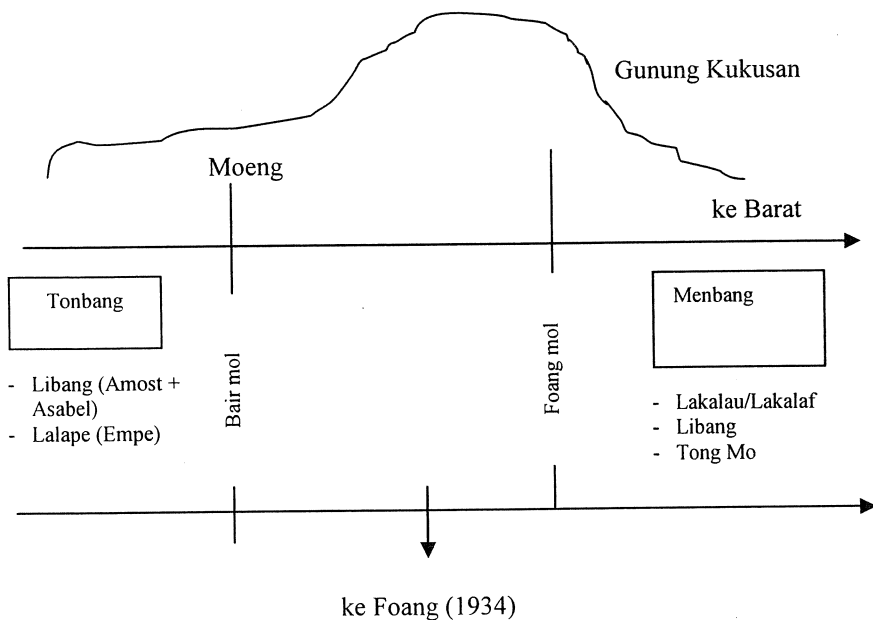 Gunung Kukusan
Moeng
ke Barat
Tonbang
Menbang
- Libang (Amost +
Asabel)
- Lalape (Empe)
Bair mol
Foang mol
- Lakalau/Lakalaf
- Libang
- Tong Mo
ke Foang (1934)